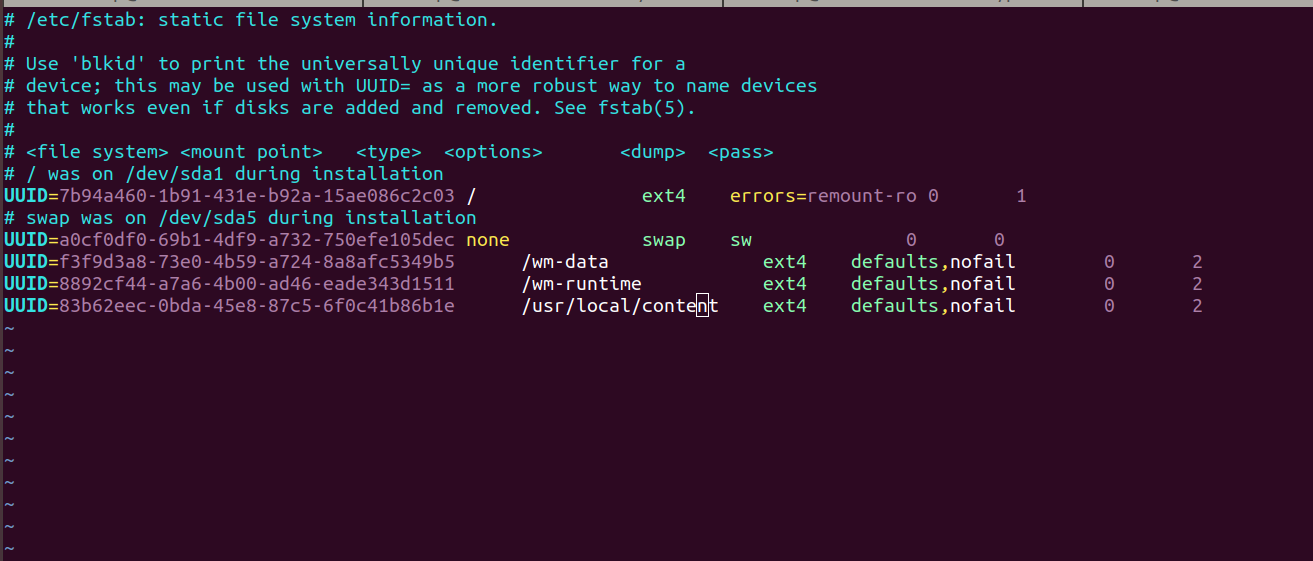 # /etc/fstab: static file system information.
#
# Use 'blkid' to print the universally unique identifier for a
# device; this may be used with UUID= as a more robust way to name devices
# that works even if disks are added and removed. See fstab(5).
#
# <file system> <mount point>   <type>  <options>       <dump>  <pass>
# / was on /dev/sda1 during installation
UUID=7b94a460-1b91-431e-b92a-15ae086c2c03 /               ext4    errors=remount-ro 0       1
# swap was on /dev/sda5 during installation
UUID=a0cf0df0-69b1-4df9-a732-750efe105dec none            swap    sw              0       0
UUID=f3f9d3a8-73e0-4b59-a724-8a8afc5349b5      /wm-data              ext4    defaults,nofail        0       2
UUID=8892cf44-a7a6-4b00-ad46-eade343d1511      /wm-runtime           ext4    defaults,nofail        0       2
UUID=83b62eec-0bda-45e8-87c5-6f0c41b86b1e      /usr/local/content    ext4    defaults,nofail        0       2
~
~
~
~
~
~
~
~
~
~
~